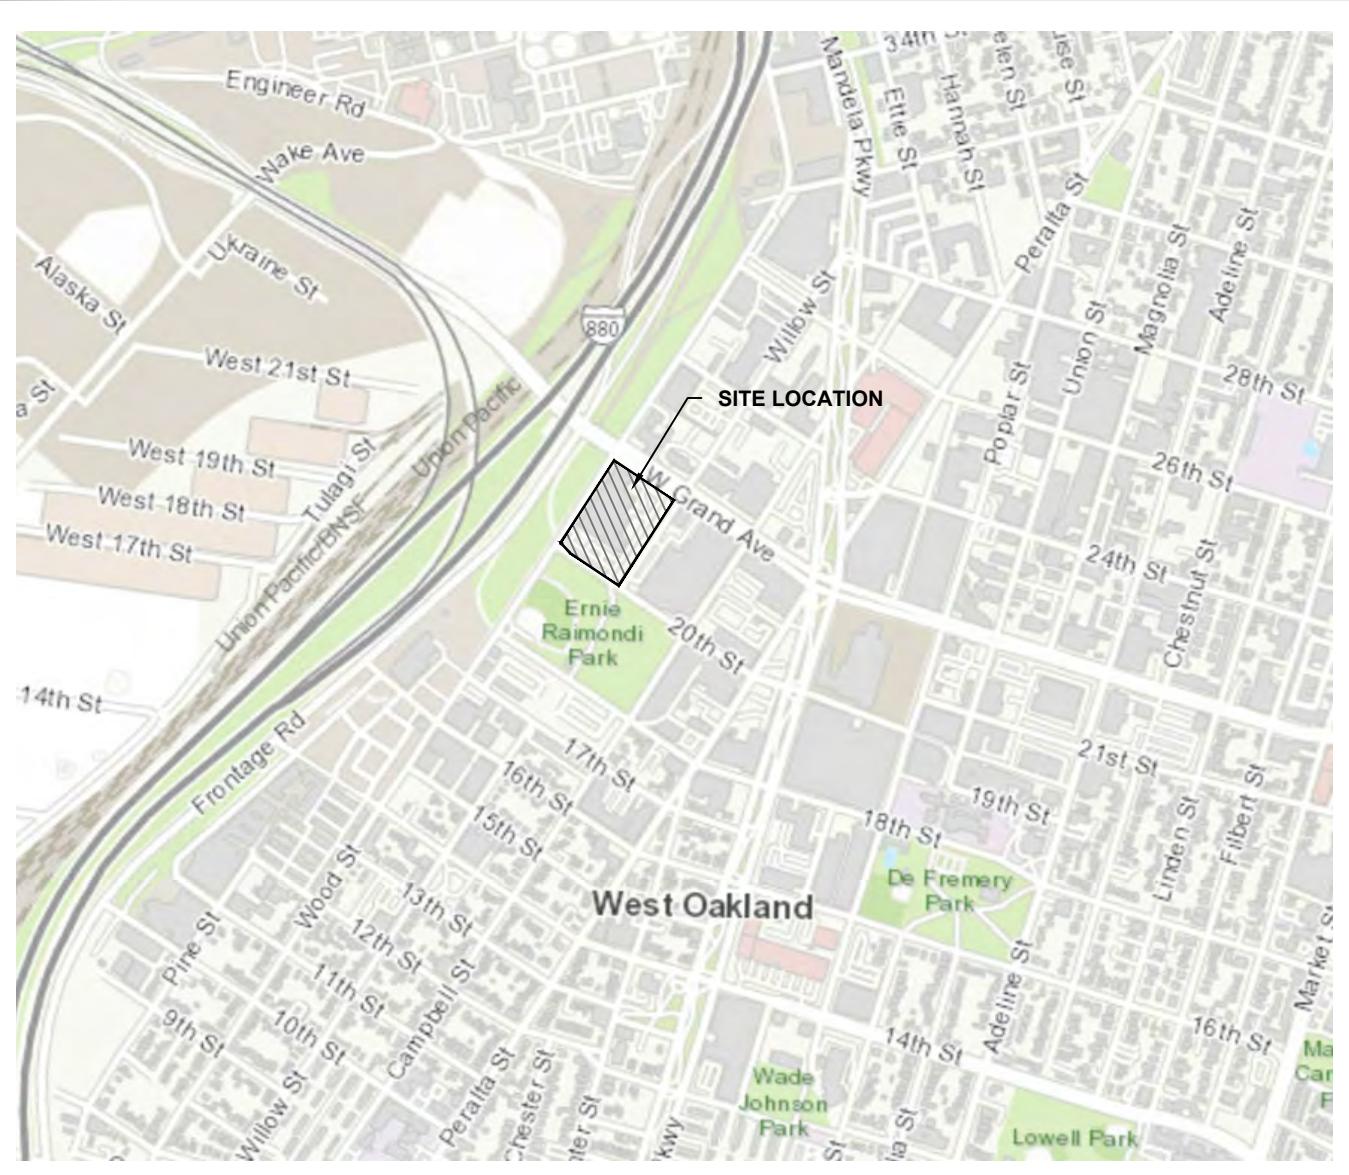 34th
Mandela Pkwy
Ettie St
Hannah St
Engineer Rd
Wake Ave
Ukraine St
Alaska St
Peralta St
Willow St
Magnolia St
Adeline St
Union St
880
West 21st St
28th St
Union Pacific
SITE LOCATION
Poplar St
a St
West 19th St
Tulagi St
26th St
W Grand Ave
West 18th St
West 17th St
Union Pacific/BNSF
24th St
Chestnut St
Ernie
Raimondi
Park
20th St
14th St
Frontage Rd
17th St
21st St
16th St
19th St
Filbert St
15th St
18th St
Linden St
Wood St
13th St
De Fremery
Park
West Oakland
12th St
Pine St
Market St
11th St
Campbell St
Adeline St
9th St
10th St
14th St
16th St
Wade
Johnson
Park
Willow St
Peralta St
Chester St
Lowell Park